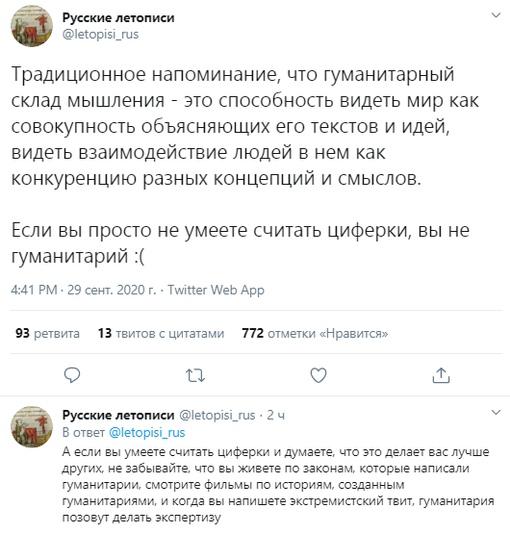 Русские летописи
@letopisi_rus
Традиционное напоминание, что гуманитарный
склад мышления - это способность видеть мир как
совокупность объясняющих его текстов и идей,
видеть взаимодействие людей в нем как
конкуренцию разных концепций и смыслов.
Если вы просто не умеете считать циферки, вы не
гуманитарий :(
4:41 PM · 29 сент. 2020 г. · Twitter Web App
93 ретвита 13 твитов с цитатами 772 отметки «Нравится»
Русские летописи @letopisi_rus · 2 ч
В ответ @letopisi_rus
А если вы умеете считать циферки и думаете, что это делает вас лучше
других, не забывайте, что вы живете по законам, которые написали
гуманитарии, смотрите фильмы по историям, созданным
гуманитариями, и когда вы напишете экстремистский твит, гуманитария
позовут делать экспертизу